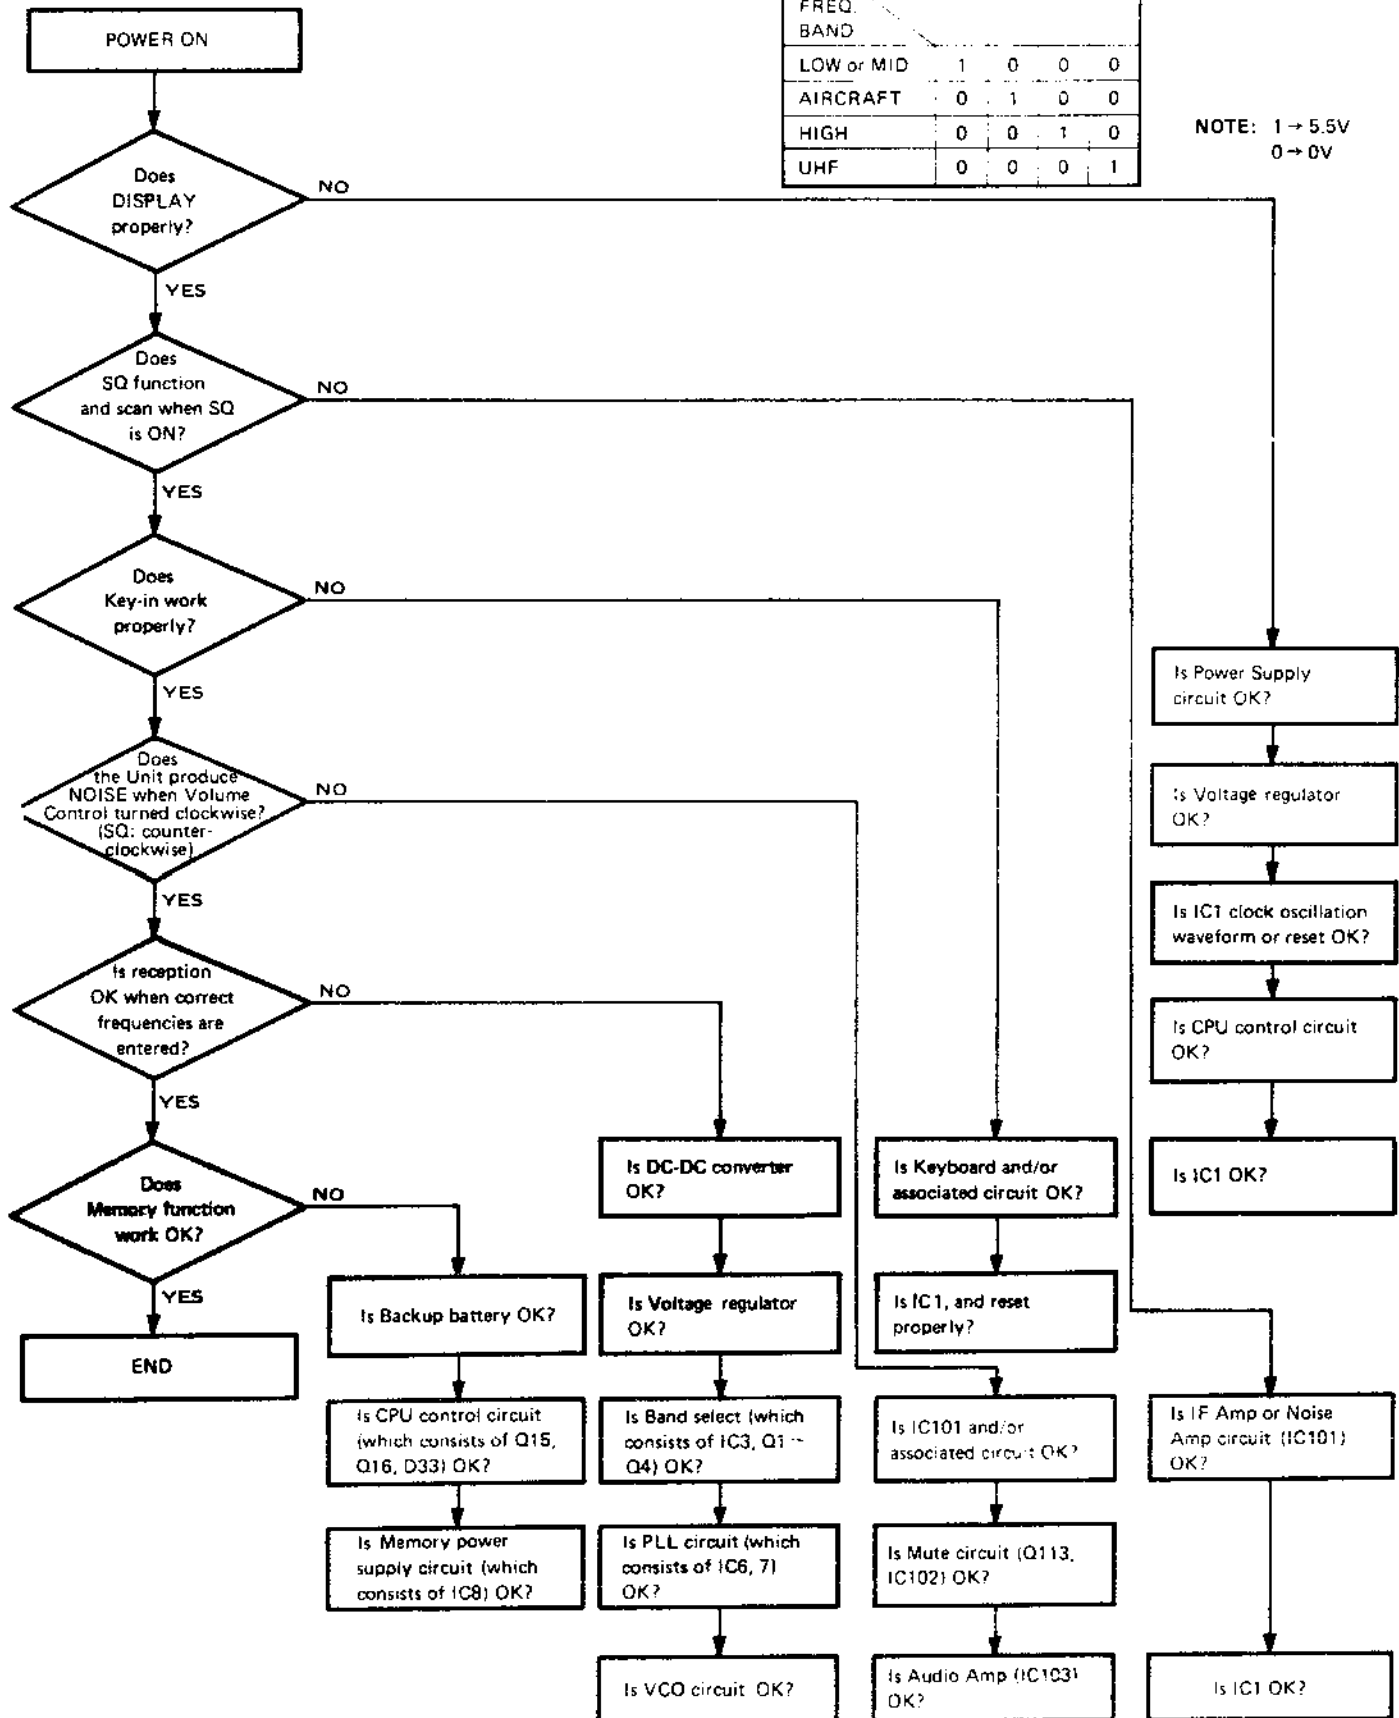 POWER ON
FREQ.
BAND
LOW or MID 1 0 0 0
AIRCRAFT 0 1 0 0
HIGH 0 0 1 0
UHF 0 0 0 1
NOTE: 1 → 5.5V
0 → 0V
Does
DISPLAY
properly?
NO
YES
Does
SQ function
and scan when SQ
is ON?
NO
YES
Does
Key-in work
properly?
NO
YES
Does
the Unit produce
NOISE when Volume
Control turned clockwise?
(SQ: counter-
clockwise)
NO
YES
Is reception
OK when correct
frequencies are
entered?
NO
YES
Does
Memory function
work OK?
NO
YES
END
Is Backup battery OK?
Is CPU control circuit
(which consists of Q15,
Q16, D33) OK?
Is Memory power
supply circuit (which
consists of IC8) OK?
Is DC-DC converter
OK?
Is Voltage regulator
OK?
Is Band select (which
consists of IC3, Q1 ~
Q4) OK?
Is PLL circuit (which
consists of IC6, 7)
OK?
Is VCO circuit OK?
Is Keyboard and/or
associated circuit OK?
Is IC1, and reset
properly?
Is IC101 and/or
associated circuit OK?
Is Mute circuit (Q113,
IC102) OK?
Is Audio Amp (IC103)
OK?
Is Power Supply
circuit OK?
Is Voltage regulator
OK?
Is IC1 clock oscillation
waveform or reset OK?
Is CPU control circuit
OK?
Is IC1 OK?
Is IF Amp or Noise
Amp circuit (IC101)
OK?
Is IC1 OK?